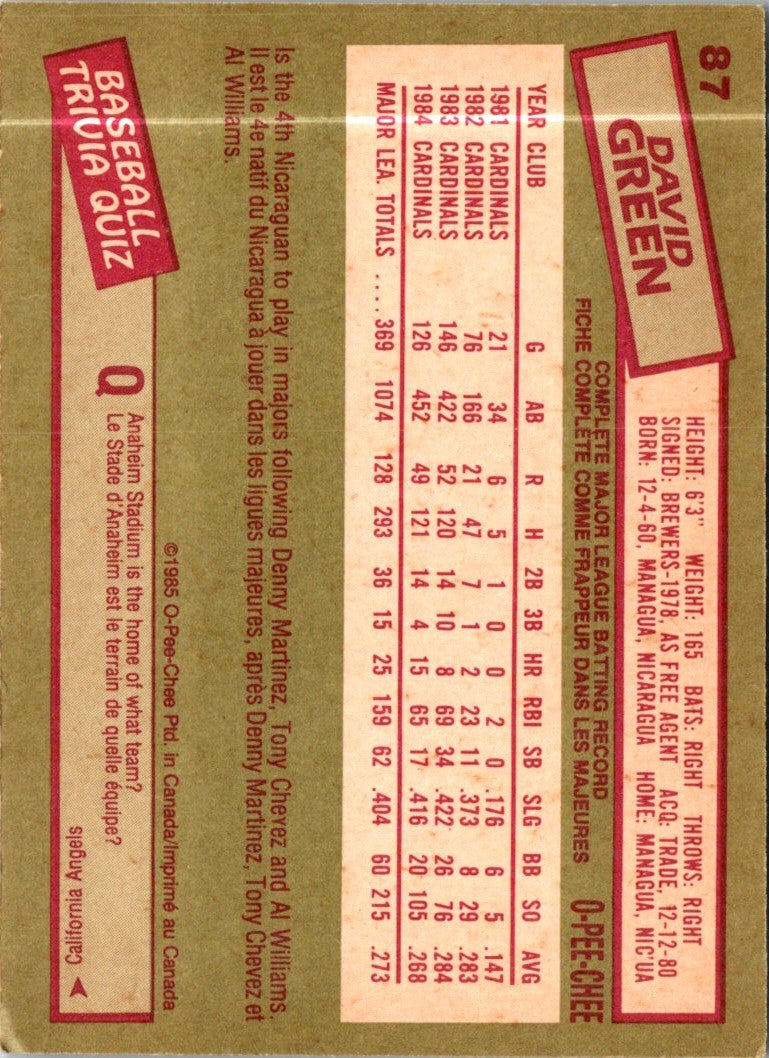 87
DAVID
GREEN
HEIGHT: 6'3" WEIGHT: 165 BATS: RIGHT THROWS: RIGHT
SIGNED: BREWERS-1978, AS FREE AGENT ACQ: TRADE, 12-12-80
BORN: 12-4-60, MANAGUA, NICARAGUA HOME: MANAGUA, NIC'UA
COMPLETE MAJOR LEAGUE BATTING RECORD
FICHE COMPLÈTE COMME FRAPPEUR DANS LES MAJEURES
O-PEE-CHEE
YEAR CLUB G AB R H 2B 3B HR RBI SB SLG BB SO AVG
1981 CARDINALS 21 34 6 5 1 0 0 2 0 .176 6 5 .147
1982 CARDINALS 76 166 21 47 7 1 2 23 11 .373 8 29 .283
1983 CARDINALS 146 422 52 120 14 10 8 69 34 .422 26 76 .284
1984 CARDINALS 126 452 49 121 14 4 15 65 17 .416 20 105 .268
MAJOR LEA. TOTALS .... 369 1074 128 293 36 15 25 159 62 .404 60 215 .273
Is the 4th Nicaraguan to play in majors following Denny Martinez, Tony Chevez and Al Williams.
Il est le 4e natif du Nicaragua à jouer dans les ligues majeures, après Denny Martinez, Tony Chevez et
Al Williams.
©1985 O-Pee-Chee Ptd. in Canada/Imprimé au Canada
BASEBALL
TRIVIA QUIZ
Q
Anaheim Stadium is the home of what team?
Le Stade d'Anaheim est le terrain de quelle équipe?
California Angels